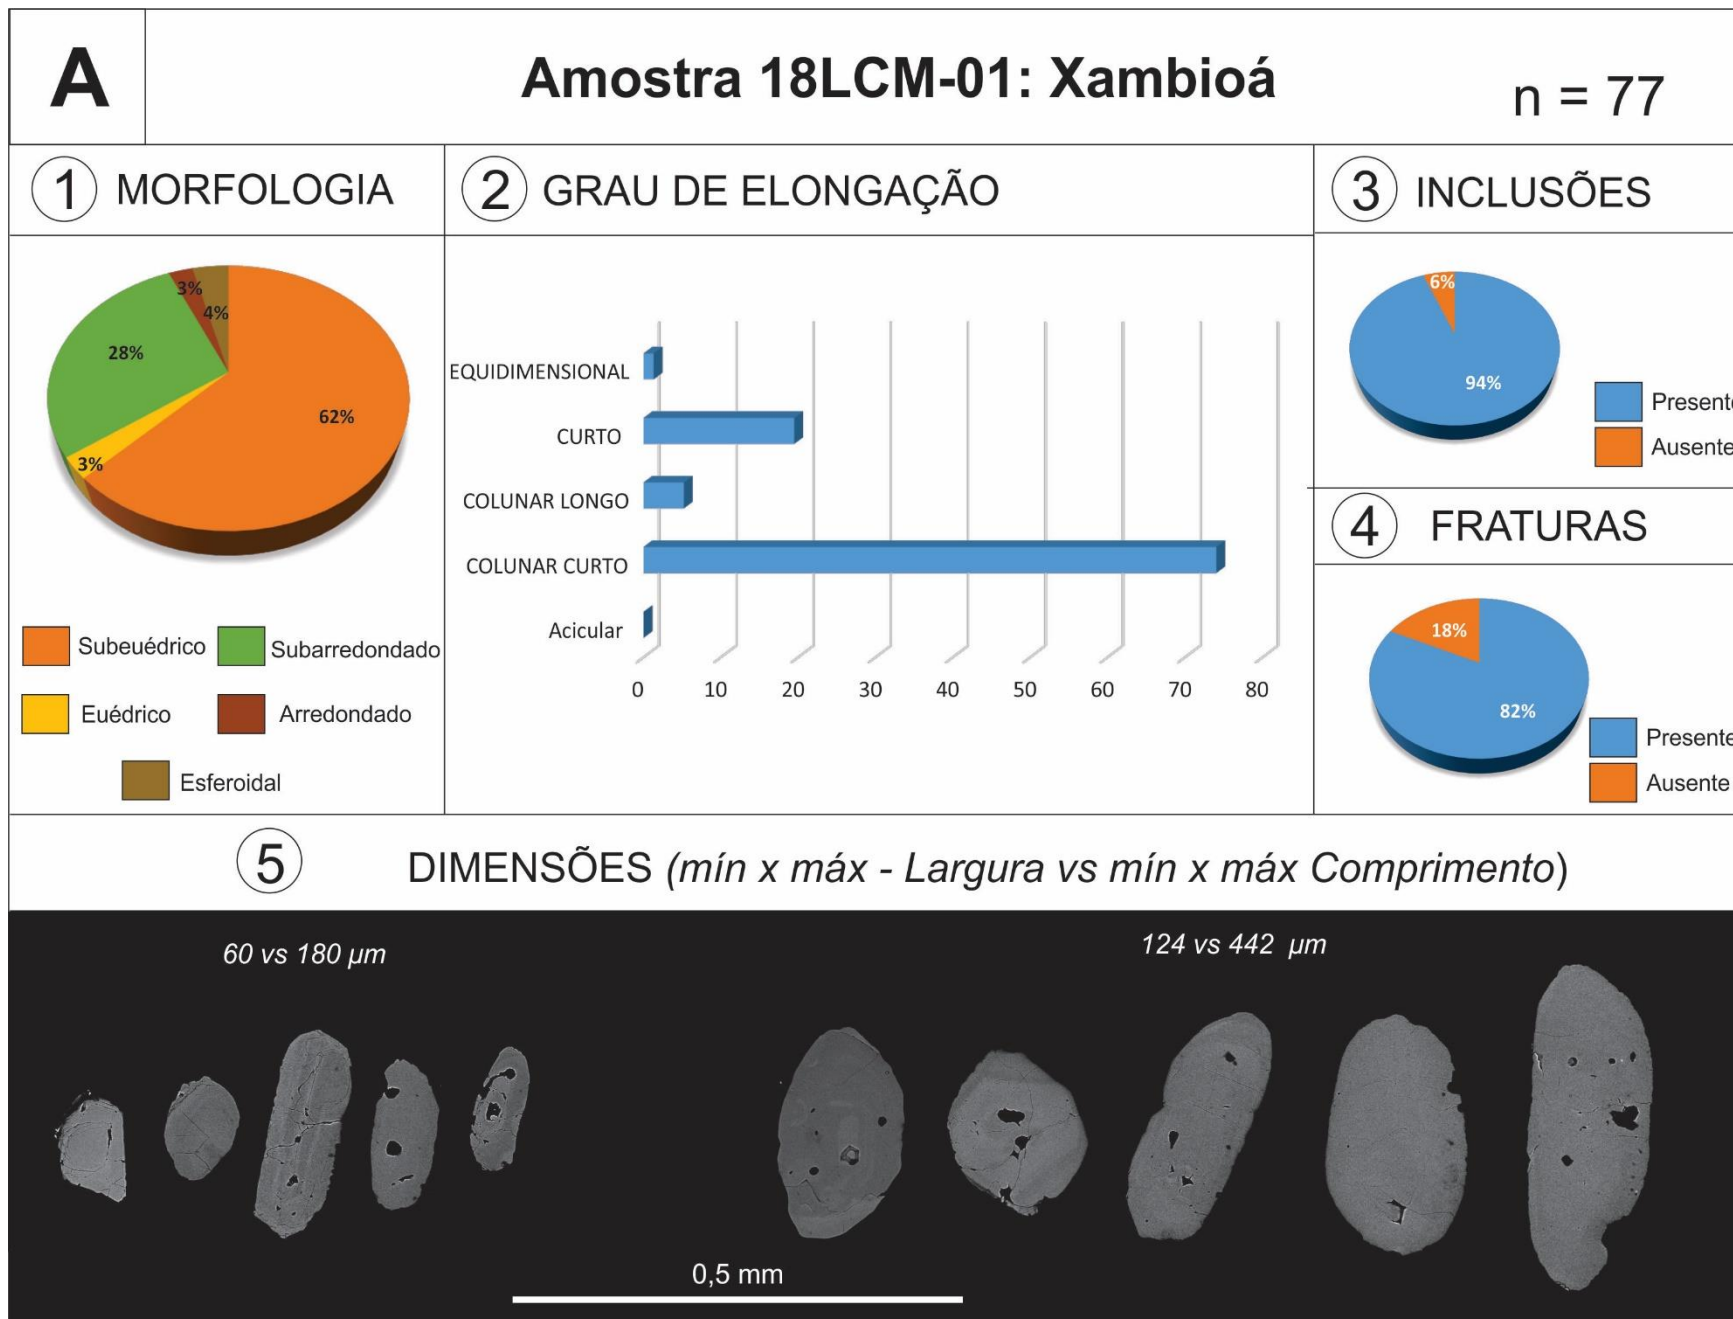 A
Amostra 18LCM-01: Xambioá
n = 77
1 MORFOLOGIA
3%
4%
28%
62%
3%
Subeuédrico
Subarredondado
Euédrico
Arredondado
Esferoidal
2 GRAU DE ELONGAÇÃO
EQUIDIMENSIONAL
CURTO
COLUNAR LONGO
COLUNAR CURTO
Acicular
0 10 20 30 40 50 60 70 80
3 INCLUSÕES
6%
94%
Presente
Ausente
4 FRATURAS
18%
82%
Presente
Ausente
5 DIMENSÕES (mín x máx - Largura vs mín x máx Comprimento)
60 vs 180 µm
124 vs 442 µm
0,5 mm